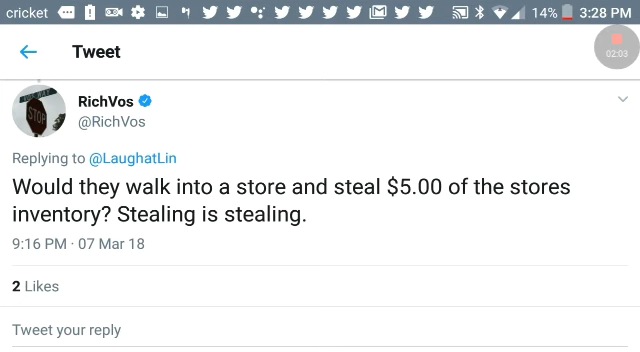 cricket 14% 3:28 PM
Tweet
02:03
RichVos
@RichVos
STOP
Replying to @LaughatLin
Would they walk into a store and steal $5.00 of the stores
inventory? Stealing is stealing.
9:16 PM · 07 Mar 18
2 Likes
Tweet your reply